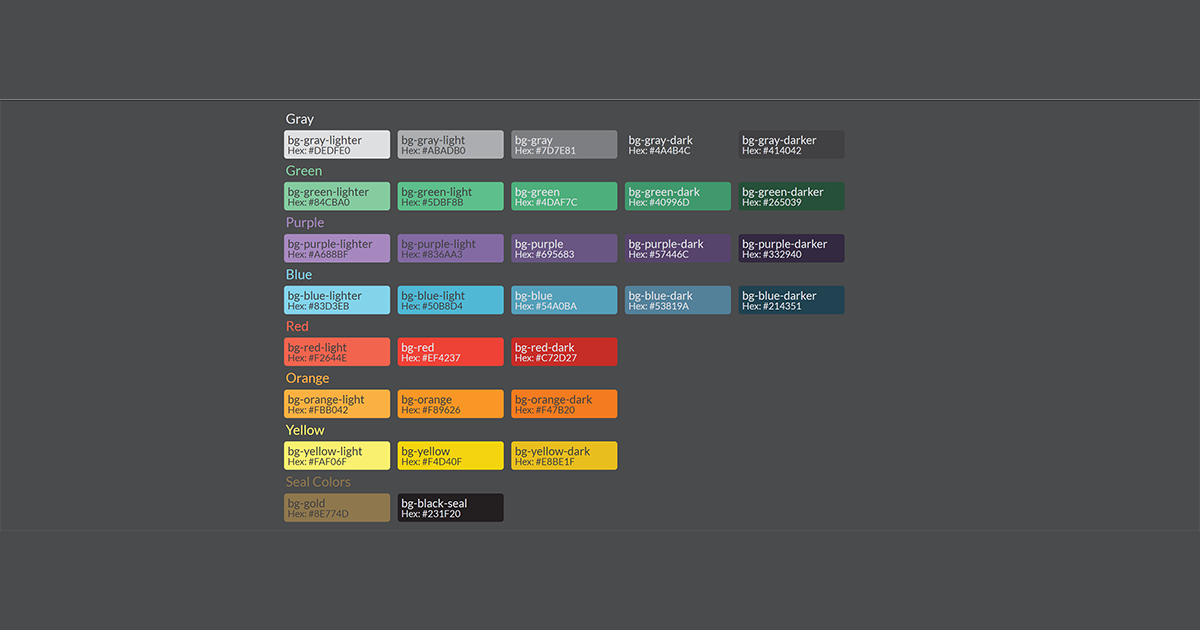 Gray
bg-gray-lighter bg-gray-light bg-gray bg-gray-dark bg-gray-darker
Hex: #DEDFE0 Hex: #ABADB0 Hex: #7D7E81 Hex: #4A4B4C Hex: #414042
Green
bg-green-lighter bg-green-light bg-green bg-green-dark bg-green-darker
Hex: #84CBA0 Hex: #5DBF8B Hex: #4DAF7C Hex: #40996D Hex: #265039
Purple
bg-purple-lighter bg-purple-light bg-purple bg-purple-dark bg-purple-darker
Hex: #A688BF Hex: #836AA3 Hex: #695683 Hex: #57446C Hex: #332940
Blue
bg-blue-lighter bg-blue-light bg-blue bg-blue-dark bg-blue-darker
Hex: #83D3EB Hex: #50B8D4 Hex: #54A0BA Hex: #53819A Hex: #214351
Red
bg-red-light bg-red bg-red-dark
Hex: #F2644E Hex: #EF4237 Hex: #C72D27
Orange
bg-orange-light bg-orange bg-orange-dark
Hex: #FBB042 Hex: #F89626 Hex: #F47B20
Yellow
bg-yellow-light bg-yellow bg-yellow-dark
Hex: #FAF06F Hex: #F4D40F Hex: #E8BE1F
Seal Colors
bg-gold bg-black-seal
Hex: #8E774D Hex: #231F20